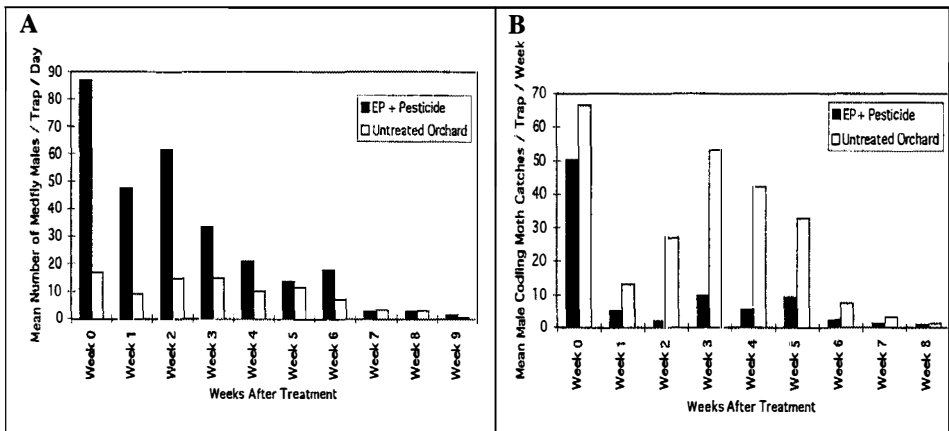 A
Mean Number of Medfly Males / Trap / Day
90
80
70
60
50
40
30
20
10
0
EP + Pesticide
Untreated Orchard
Week 0
Week 1
Week 2
Week 3
Week 4
Week 5
Week 6
Week 7
Week 8
Week 9
Weeks After Treatment
B
Mean Male Codling Moth Catches / Trap / Week
70
60
50
40
30
20
10
0
EP + Pesticide
Untreated Orchard
Week 0
Week 1
Week 2
Week 3
Week 4
Week 5
Week 6
Week 7
Week 8
Weeks After Treatment